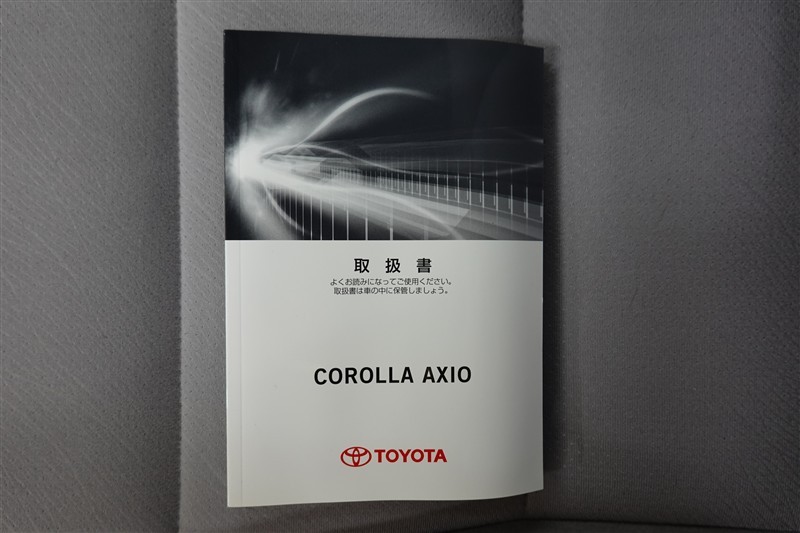 取扱書
よくお読みになってご使用ください。
取扱書は車の中に保管しましょう。
COROLLA AXIO
TOYOTA